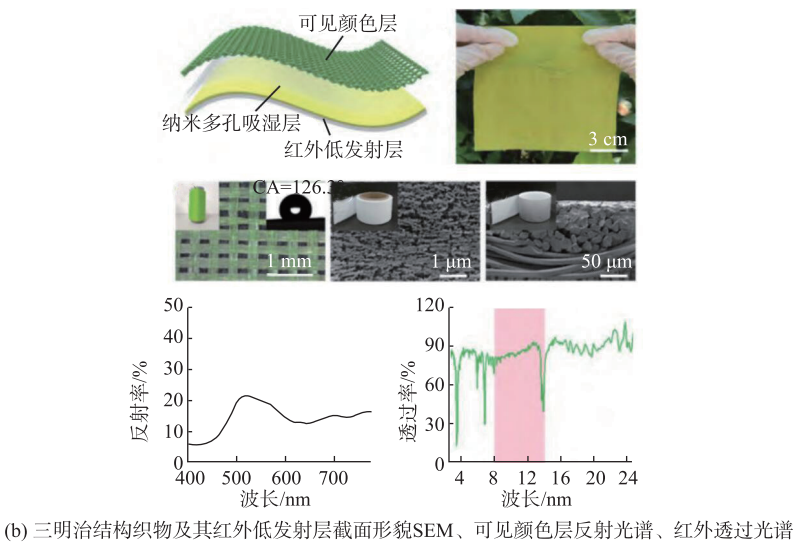 可见颜色层
纳米多孔吸湿层
红外低发射层
3 cm
CA=126.3
1 mm
1 μm
50 μm
50
40
30
20
10
0
反射率/%
400
500
600
700
波长/nm
120
90
60
30
0
透过率/%
4
8
12
16
20
24
波长/nm
(b) 三明治结构织物及其红外低发射层截面形貌SEM、可见颜色层反射光谱、红外透过光谱